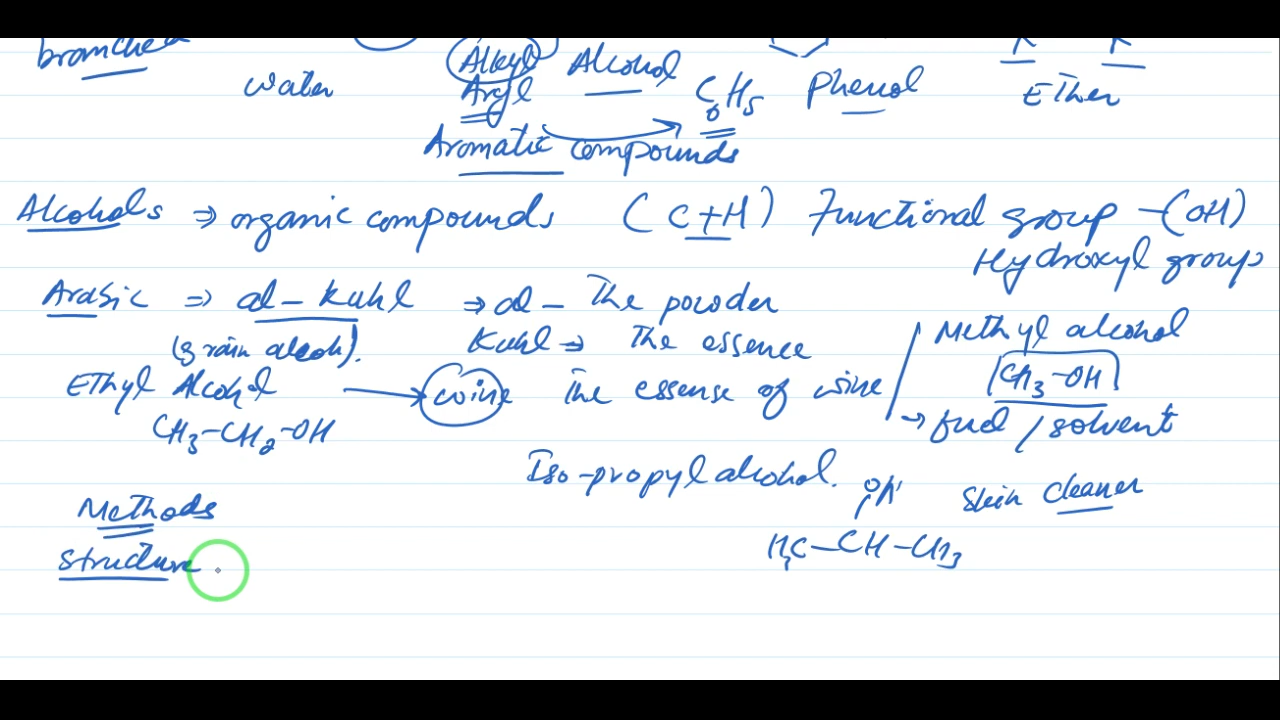 branched
water Alkyl Alcohol Phenol Ether
Aryl C6H5
R R
Aromatic compounds
Alcohols ⇒ organic compounds (C+H) Functional group -(OH)
Hydroxyl group
Arabic ⇒ al-kuhl ⇒ al - The powder
(grain alcoh). Kuhl ⇒ The essence
Methyl alcohol
Ethyl Alcohol → wine The essense of wine
CH3-OH
CH3-CH2-OH
→ fuel / solvent
Iso-propyl alcohol. Skin cleaner
OH
H3C-CH-CH3
Methods
structure